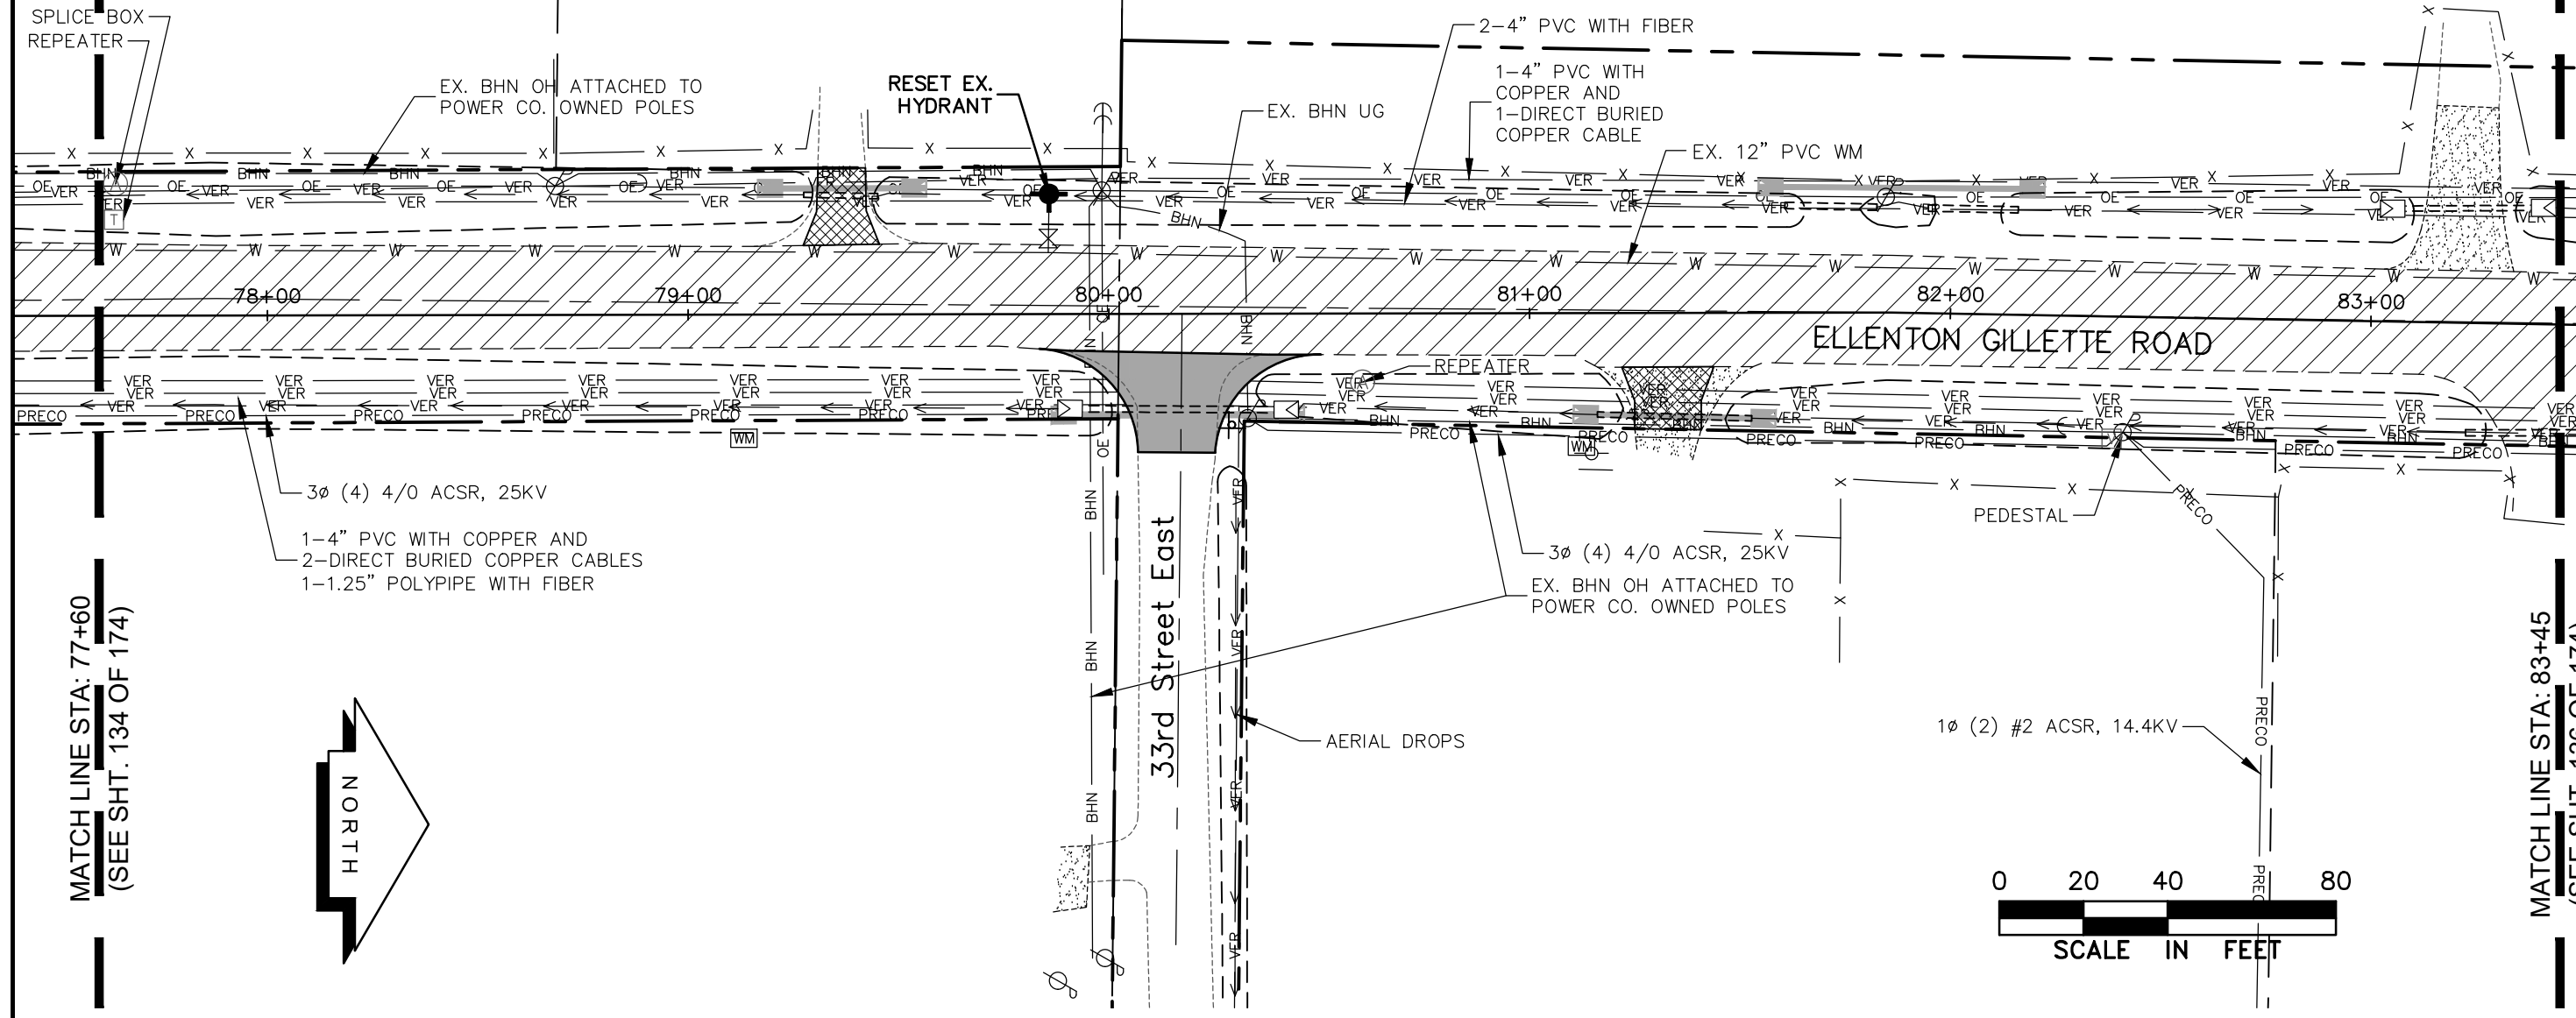 SPLICE BOX
REPEATER
EX. BHN OH ATTACHED TO
POWER CO. OWNED POLES
RESET EX.
HYDRANT
2-4" PVC WITH FIBER
1-4" PVC WITH
COPPER AND
1-DIRECT BURIED
COPPER CABLE
EX. BHN UG
EX. 12" PVC WM
78+00
79+00
80+00
81+00
82+00
83+00
ELLENTON GILLETTE ROAD
REPEATER
WM
WM
3ø (4) 4/0 ACSR, 25KV
1-4" PVC WITH COPPER AND
2-DIRECT BURIED COPPER CABLES
1-1.25" POLYPIPE WITH FIBER
33rd Street East
3ø (4) 4/0 ACSR, 25KV
EX. BHN OH ATTACHED TO
POWER CO. OWNED POLES
PEDESTAL
PRECO
AERIAL DROPS
1ø (2) #2 ACSR, 14.4KV
PRECO
MATCH LINE STA: 77+60
(SEE SHT. 134 OF 174)
NORTH
MATCH LINE STA: 83+45
0 20 40 80
SCALE IN FEET